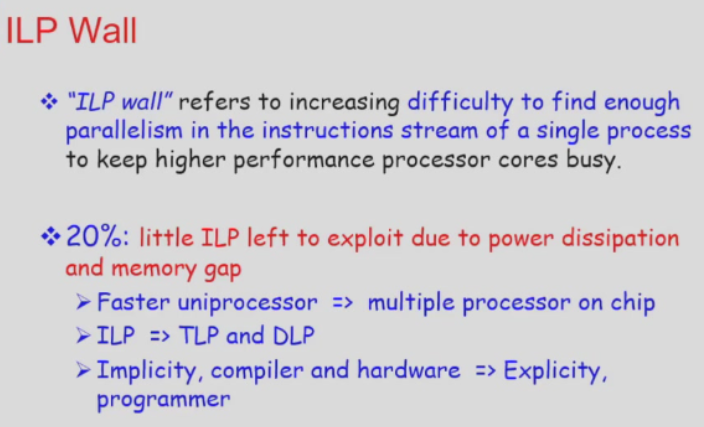 ILP Wall
❖ "ILP wall" refers to increasing difficulty to find enough
parallelism in the instructions stream of a single process
to keep higher performance processor cores busy.
❖ 20%: little ILP left to exploit due to power dissipation
and memory gap
➢ Faster uniprocessor => multiple processor on chip
➢ ILP => TLP and DLP
➢ Implicity, compiler and hardware => Explicity,
programmer